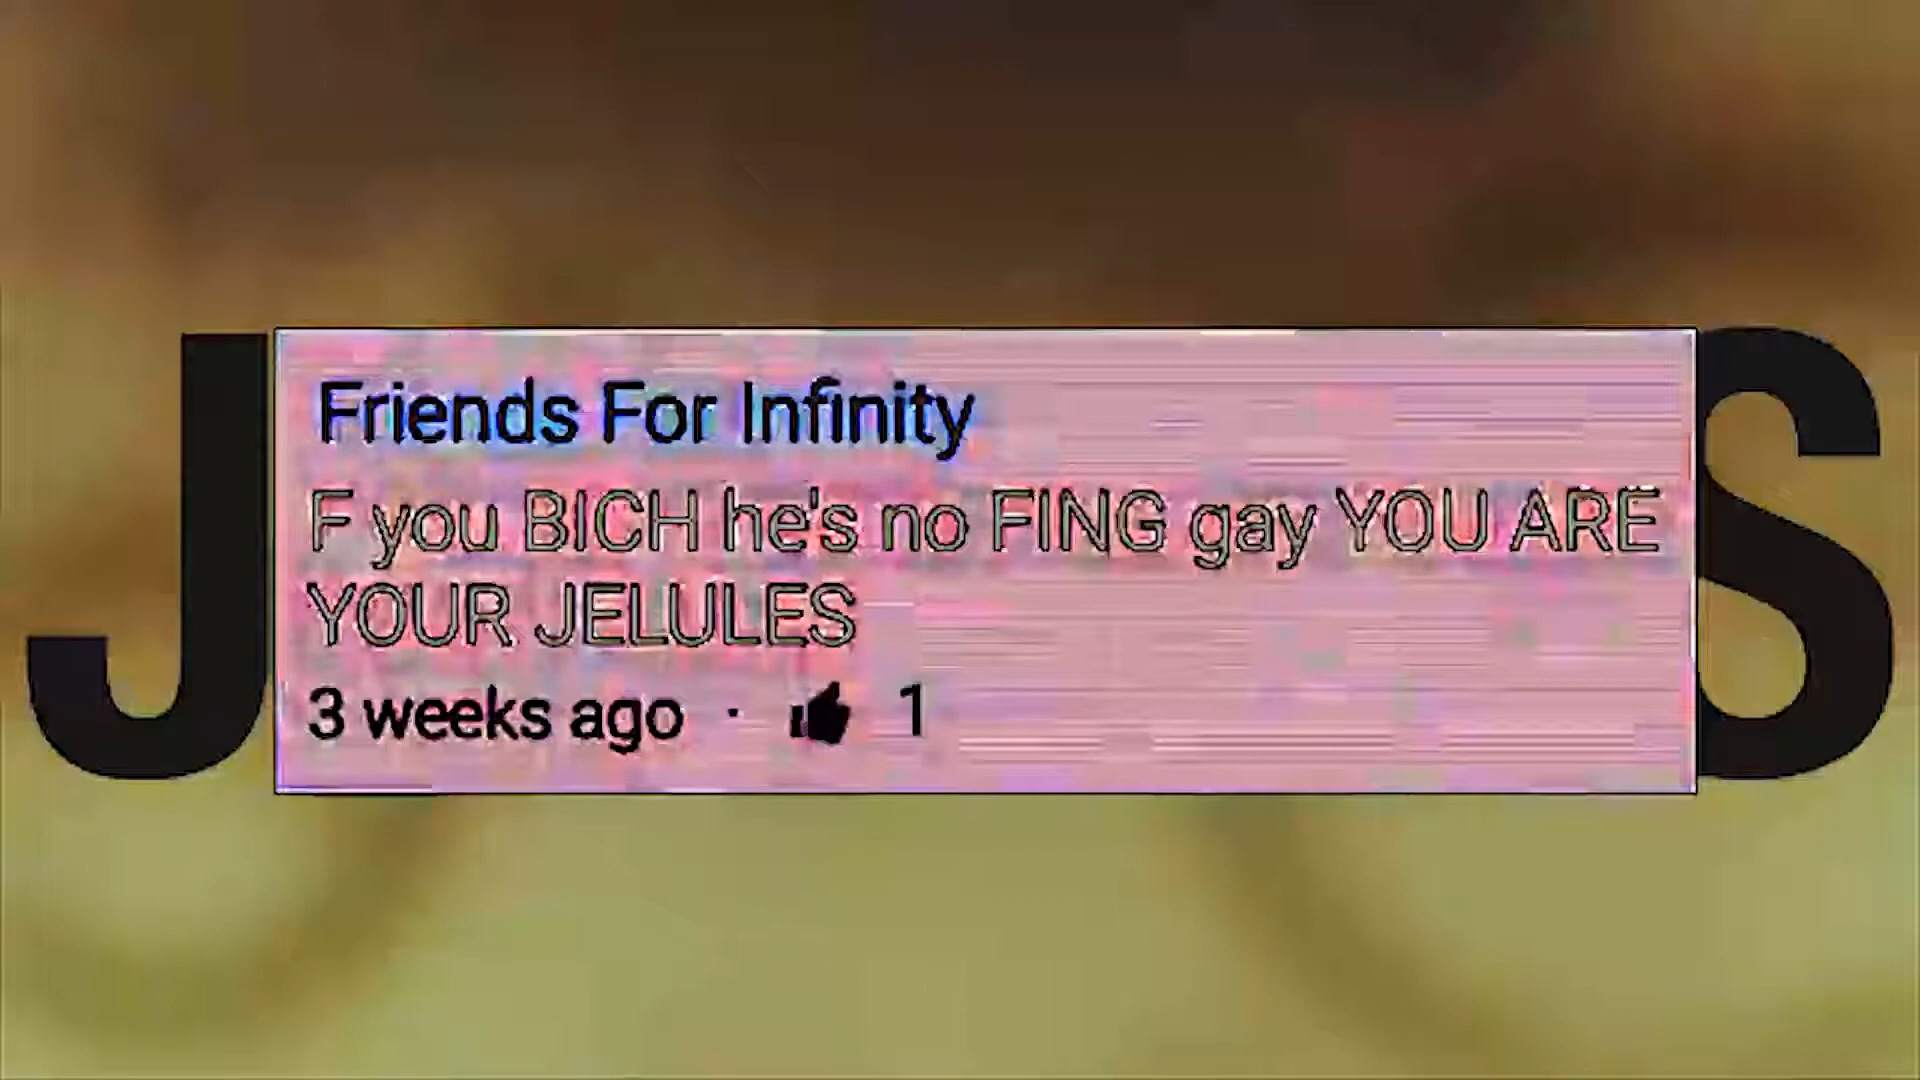 J S
Friends For Infinity
F you BICH he's no FING gay YOU ARE
YOUR JELULES
3 weeks ago · 1